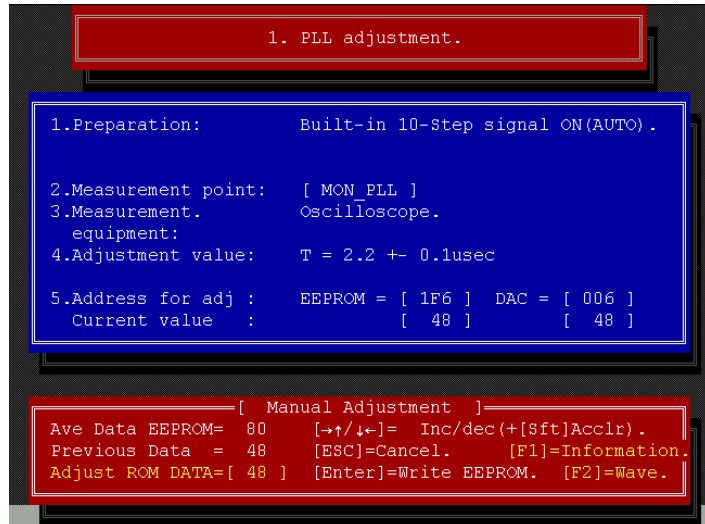 1. PLL adjustment.
1.Preparation: Built-in 10-Step signal ON(AUTO).
2.Measurement point: [ MON_PLL ]
3.Measurement. Oscilloscope.
equipment:
4.Adjustment value: T = 2.2 +- 0.1usec
5.Address for adj : EEPROM = [ 1F6 ] DAC = [ 006 ]
Current value : [ 48 ] [ 48 ]
[ Manual Adjustment ]
Ave Data EEPROM= 80 [→↑/↓←]= Inc/dec(+[Sft]Acclr).
Previous Data = 48 [ESC]=Cancel. [F1]=Information.
Adjust ROM DATA=[ 48 ] [Enter]=Write EEPROM. [F2]=Wave.